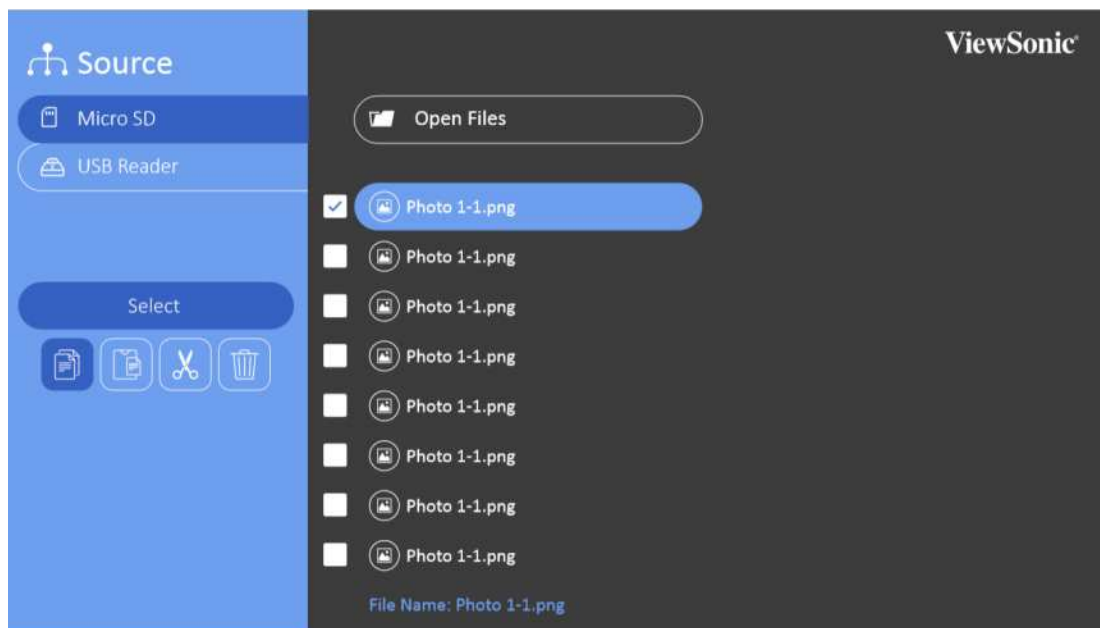 Source
Micro SD
USB Reader
Select
ViewSonic®
Open Files
Photo 1-1.png
Photo 1-1.png
Photo 1-1.png
Photo 1-1.png
Photo 1-1.png
Photo 1-1.png
Photo 1-1.png
Photo 1-1.png
File Name: Photo 1-1.png